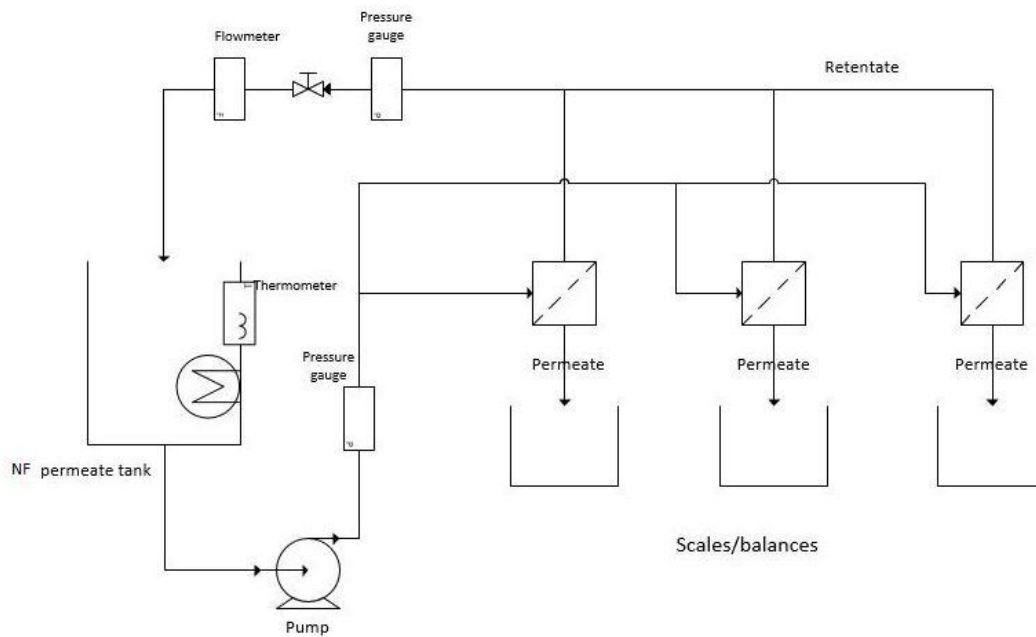 Pressure
gauge
Flowmeter
Retentate
Thermometer
Pressure
gauge
Permeate
Permeate
Permeate
NF permeate tank
Scales/balances
Pump